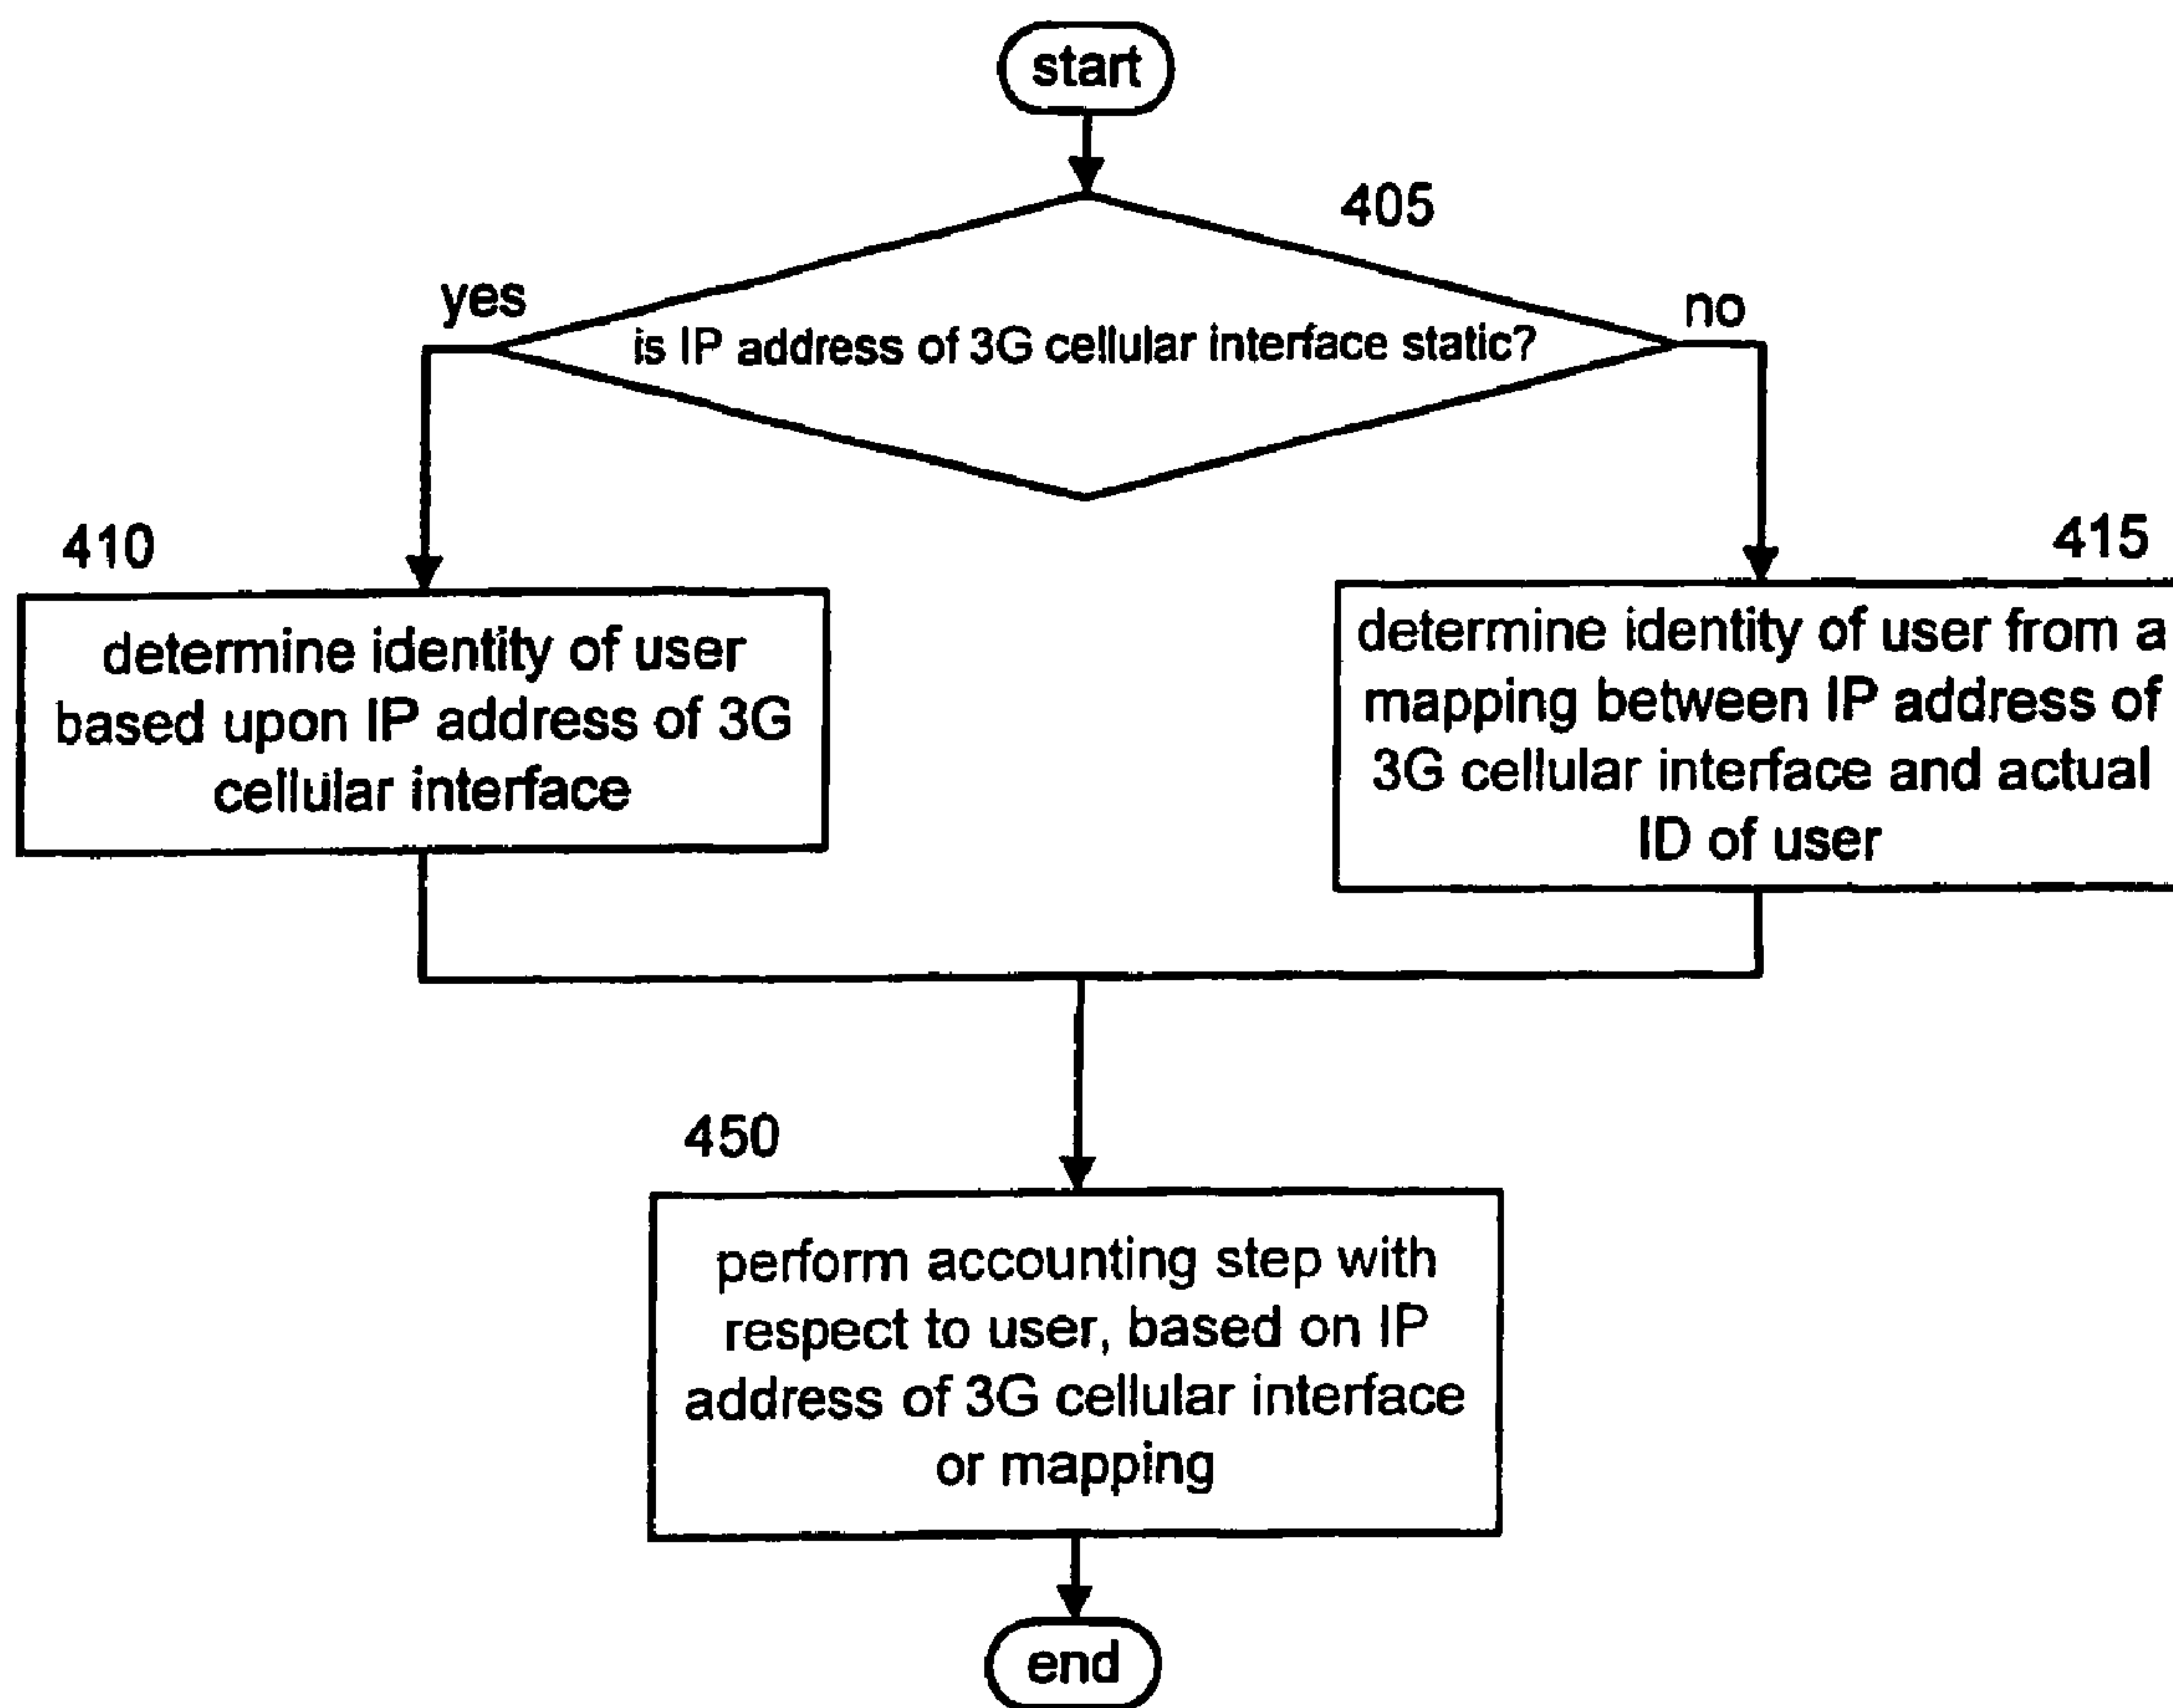 start
405
yes
no
is IP address of 3G cellular interface static?
410
determine identity of user
based upon IP address of 3G
cellular interface
415
determine identity of user from a
mapping between IP address of
3G cellular interface and actual
ID of user
450
perform accounting step with
respect to user, based on IP
address of 3G cellular interface
or mapping
end